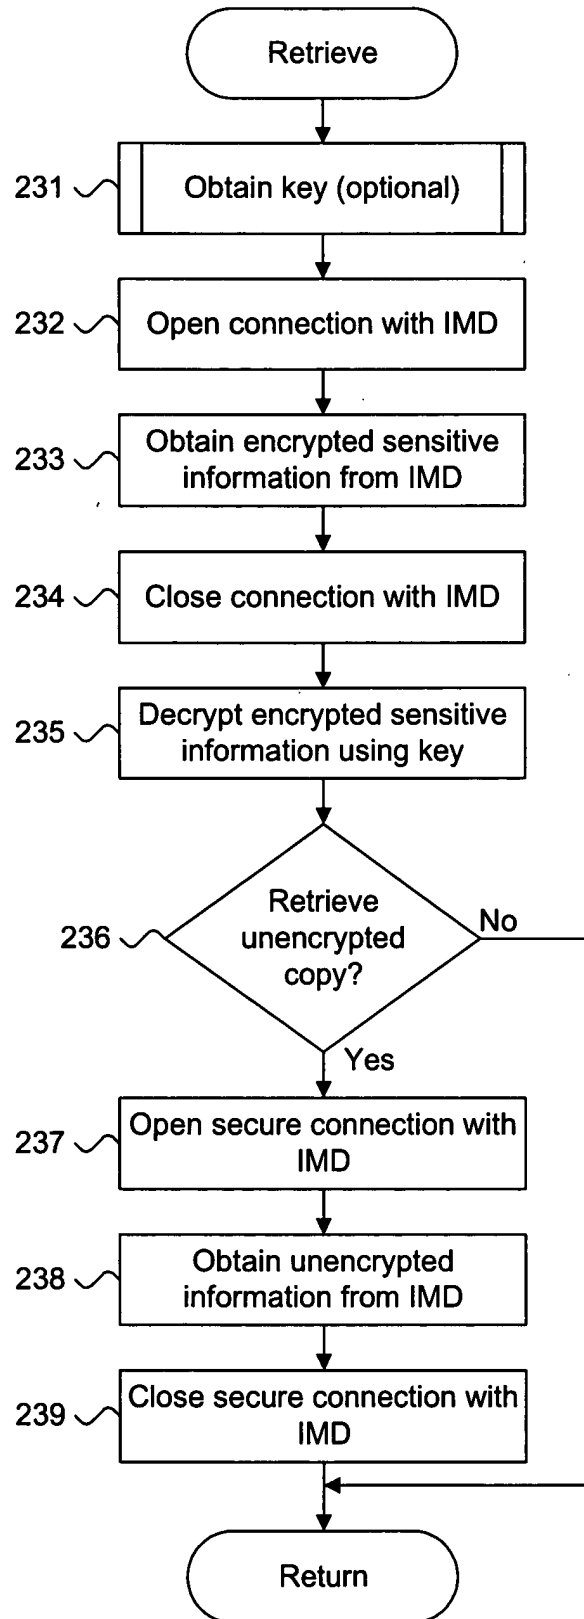 Retrieve
231
Obtain key (optional)
232
Open connection with IMD
233
Obtain encrypted sensitive
information from IMD
234
Close connection with IMD
235
Decrypt encrypted sensitive
information using key
236
Retrieve
unencrypted
copy?
No
Yes
237
Open secure connection with
IMD
238
Obtain unencrypted
information from IMD
239
Close secure connection with
IMD
Return